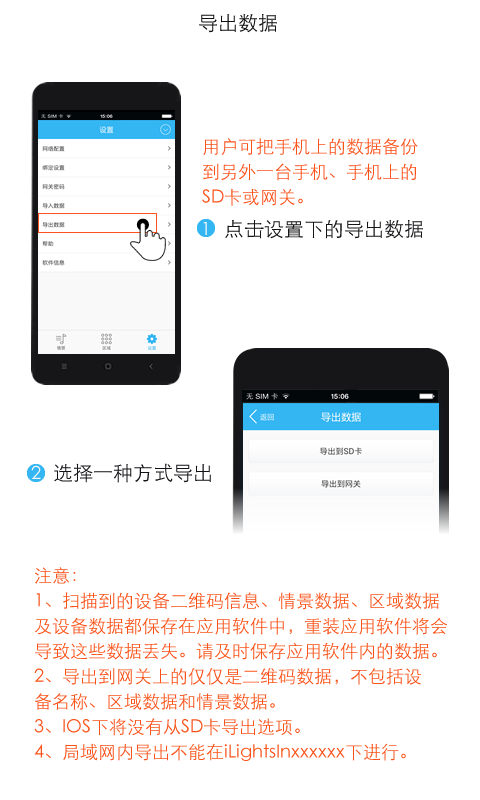 导出数据
无 SIM 卡
15:06
设置
网络配置
绑定设置
网关密码
导入数据
导出数据
帮助
软件信息
情景
区域
设置
用户可把手机上的数据备份
到另外一台手机、手机上的
SD卡或网关。
1 点击设置下的导出数据
无 SIM 卡
15:06
返回
导出数据
导出到SD卡
导出到网关
2 选择一种方式导出
注意：
1、扫描到的设备二维码信息、情景数据、区域数据
及设备数据都保存在应用软件中，重装应用软件将会
导致这些数据丢失。请及时保存应用软件内的数据。
2、导出到网关上的仅仅是二维码数据，不包括设
备名称、区域数据和情景数据。
3、IOS下将没有从SD卡导出选项。
4、局域网内导出不能在iLightsInxxxxxx下进行。